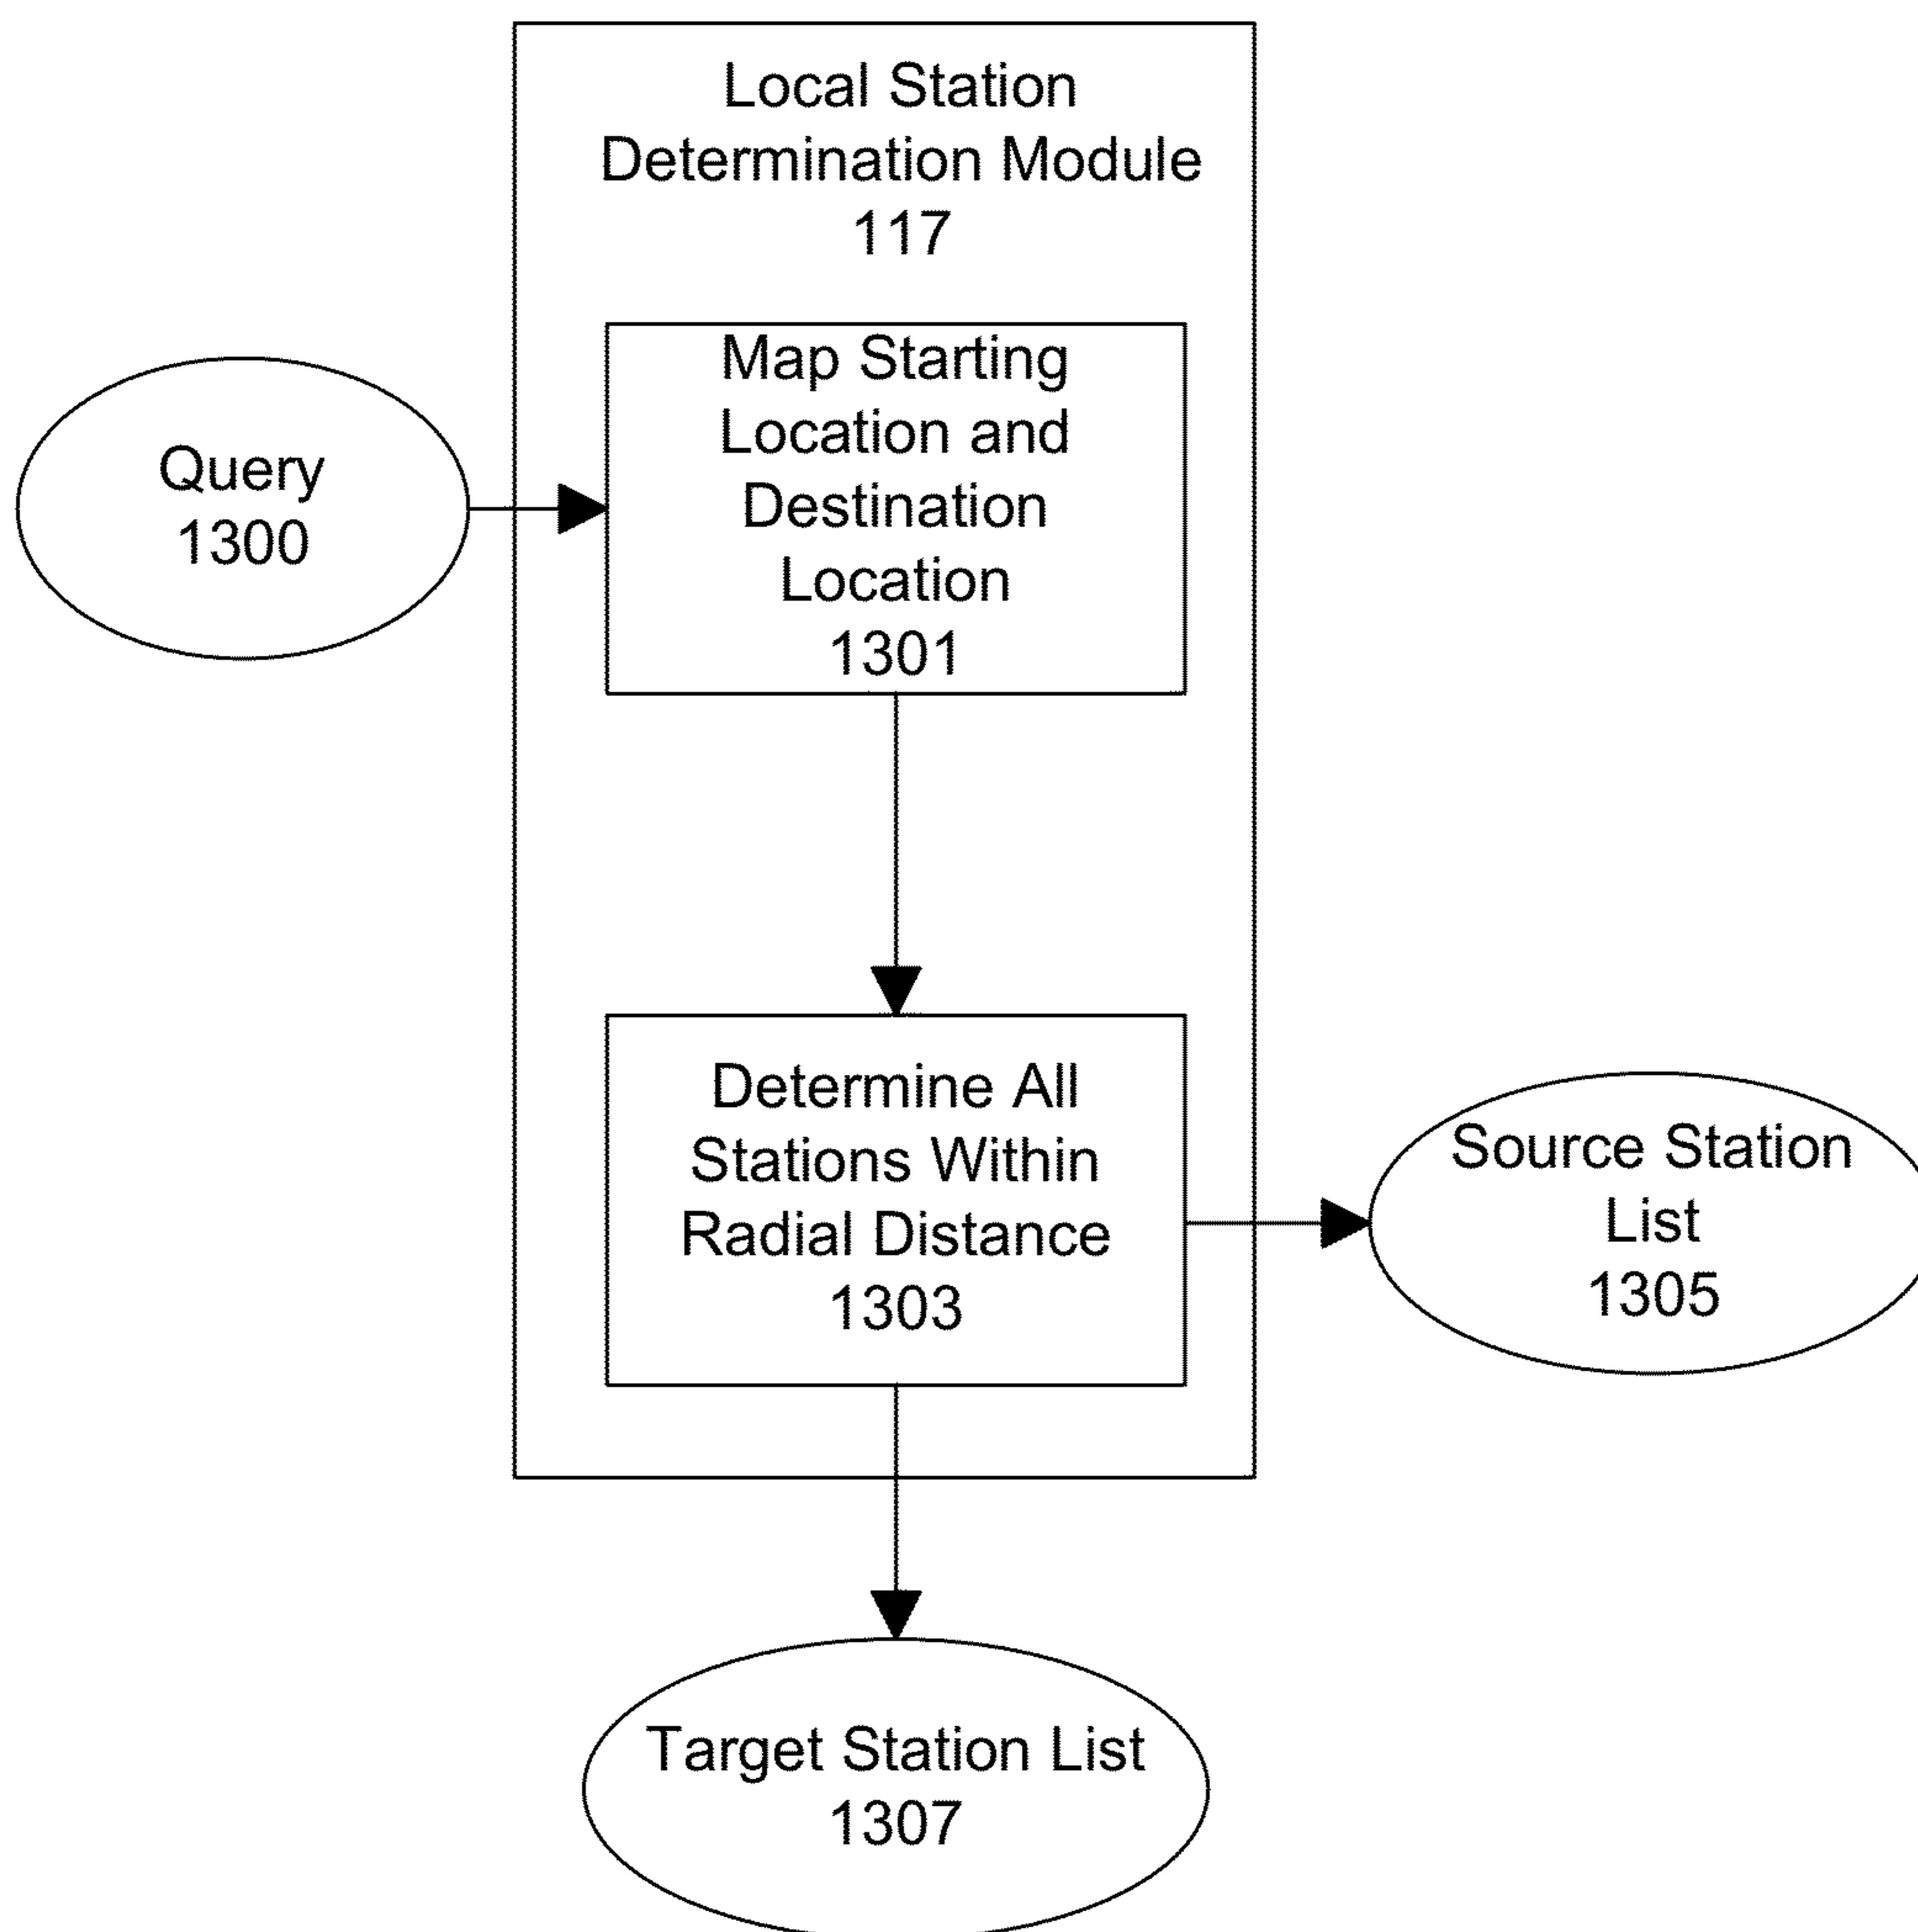 Local Station
Determination Module
117
Map Starting
Location and
Destination
Location
1301
Query
1300
Determine All
Stations Within
Radial Distance
1303
Source Station
List
1305
Target Station List
1307